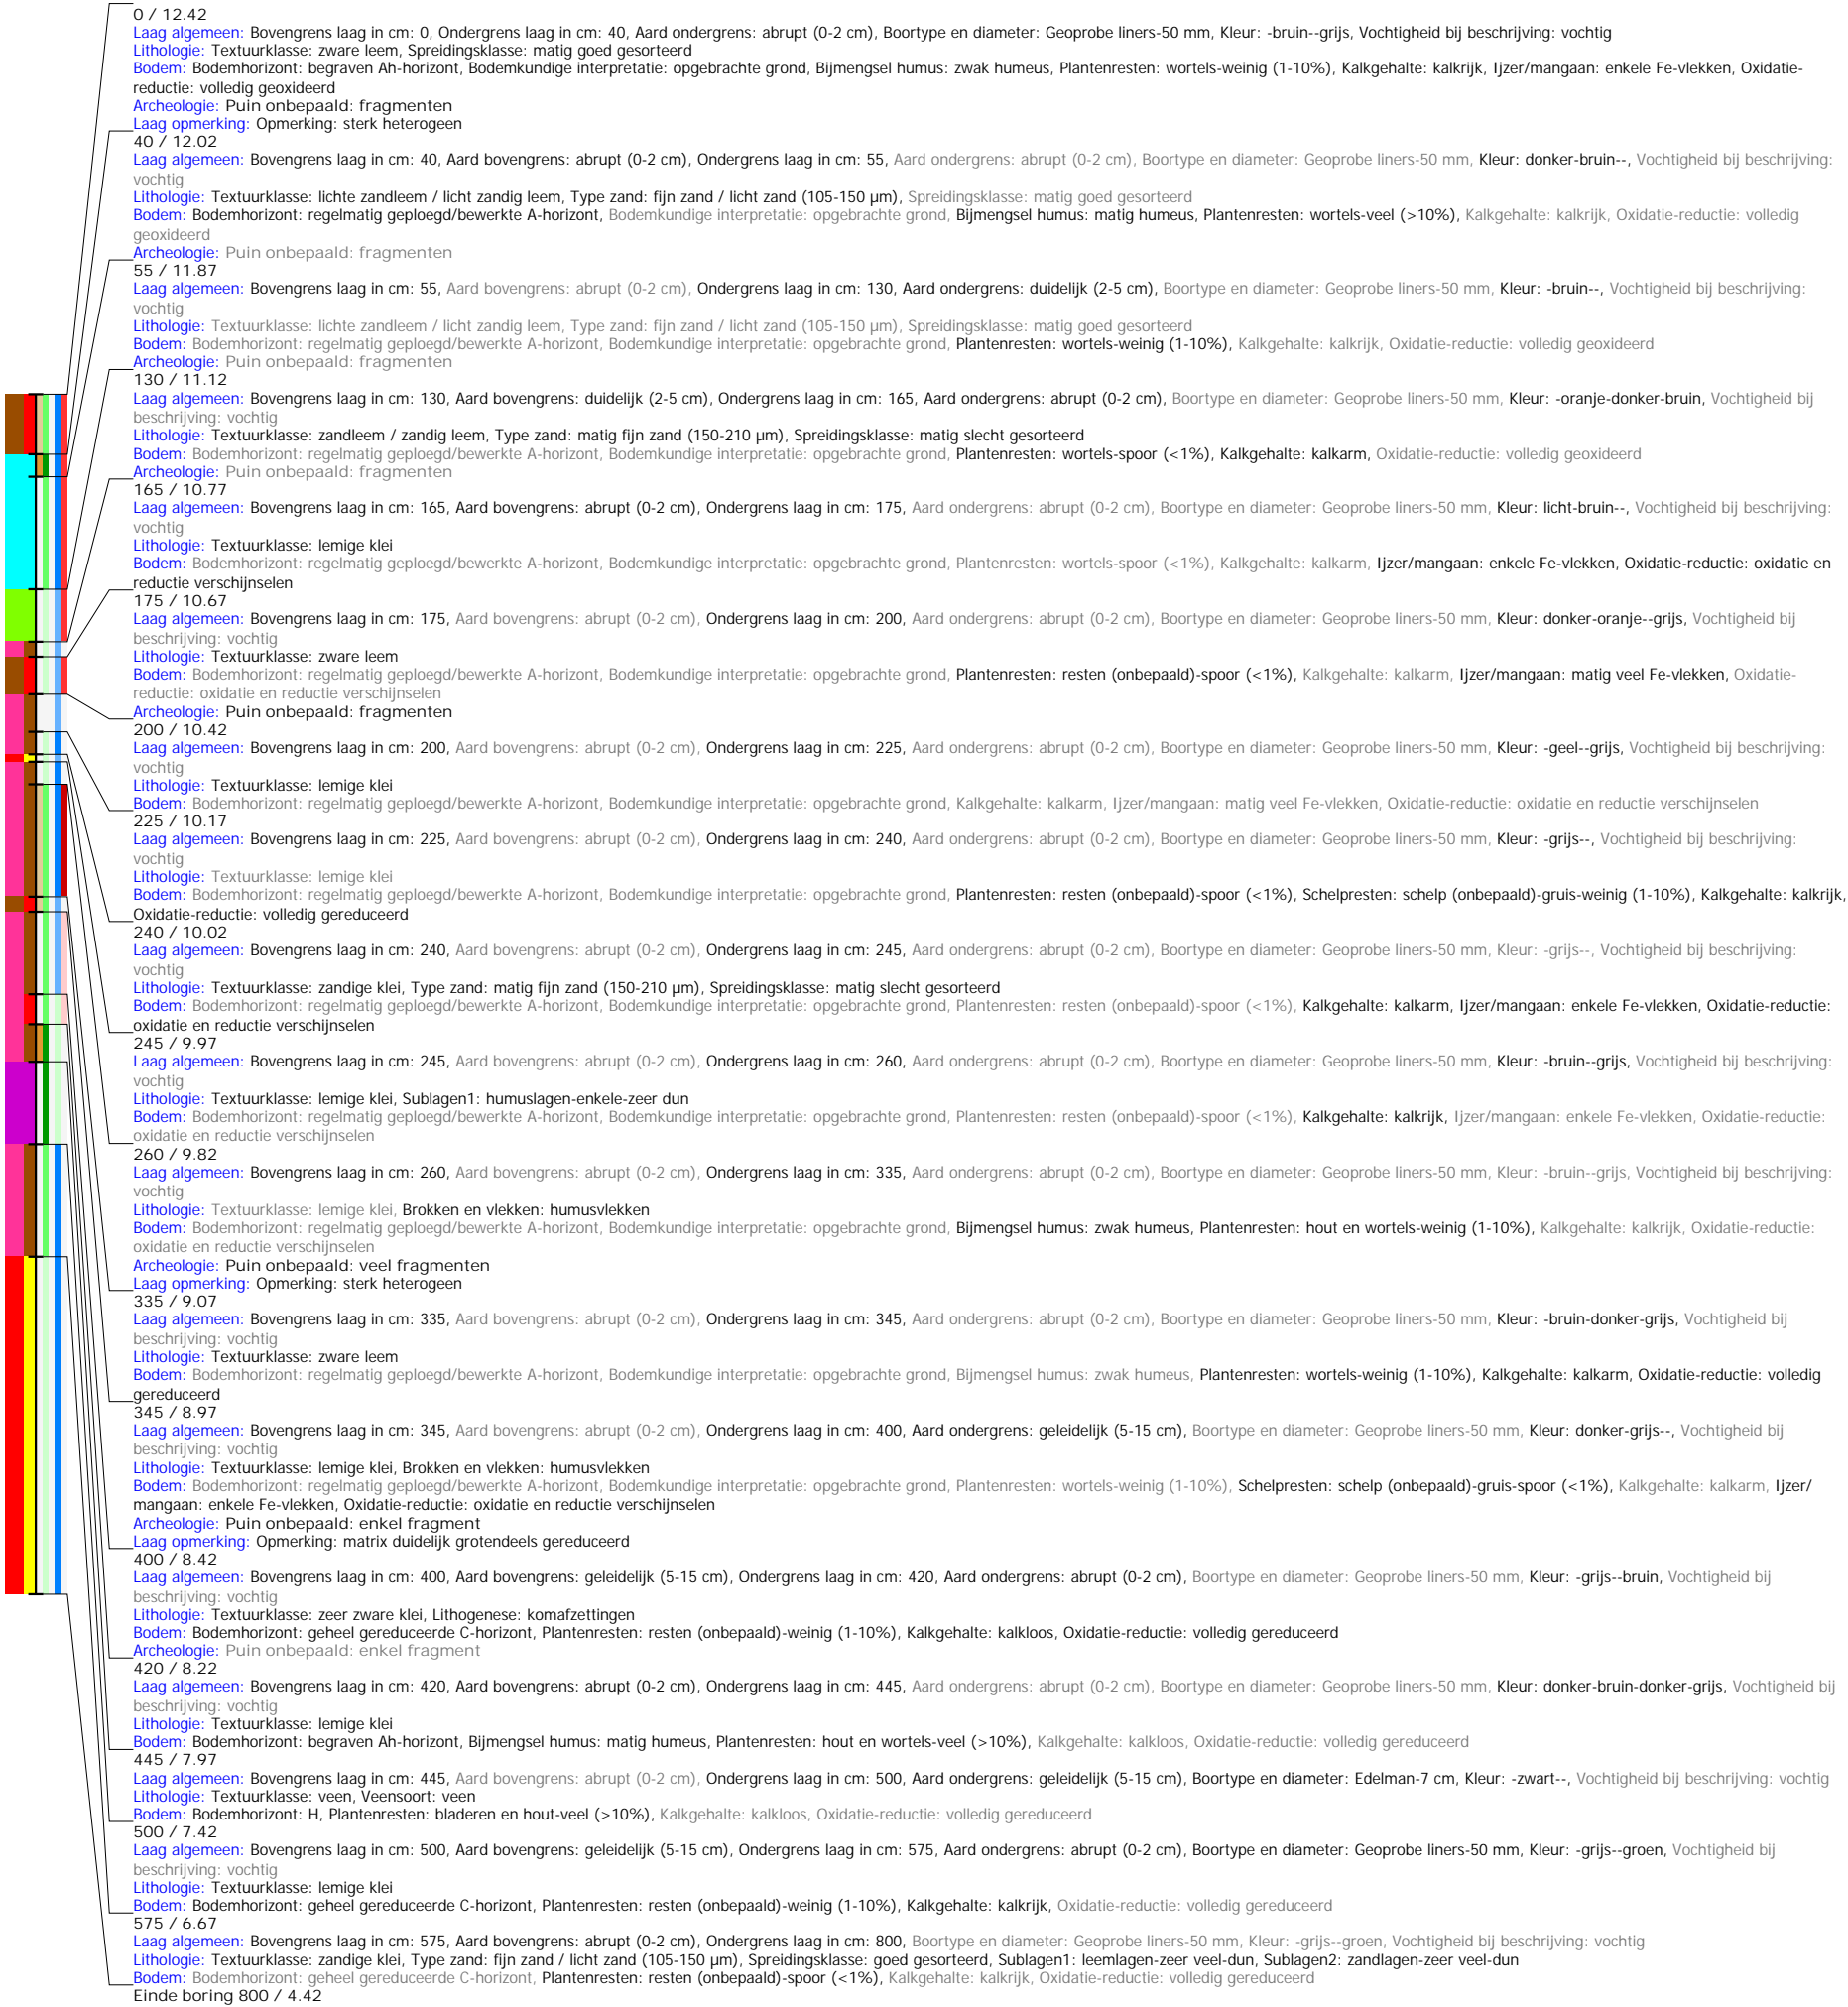 0 / 12.42
Laag algemeen: Bovengrens laag in cm: 0, Ondergrens laag in cm: 40, Aard ondergrens: abrupt (0-2 cm), Boortype en diameter: Geoprobe liners-50 mm, Kleur: -bruin--grijs, Vochtigheid bij beschrijving: vochtig
Lithologie: Textuurklasse: zware leem, Spreidingsklasse: matig goed gesorteerd
Bodem: Bodemhorizont: begraven Ah-horizont, Bodemkundige interpretatie: opgebrachte grond, Bijmengsel humus: zwak humeus, Plantenresten: wortels-weinig (1-10%), Kalkgehalte: kalkrijk, Ijzer/mangaan: enkele Fe-vlekken, Oxidatie-
reductie: volledig geoxideerd
Archeologie: Puin onbepaald: fragmenten
Laag opmerking: Opmerking: sterk heterogeen
40 / 12.02
Laag algemeen: Bovengrens laag in cm: 40, Aard bovengrens: abrupt (0-2 cm), Ondergrens laag in cm: 55, Aard ondergrens: abrupt (0-2 cm), Boortype en diameter: Geoprobe liners-50 mm, Kleur: donker-bruin--, Vochtigheid bij beschrijving:
vochtig
Lithologie: Textuurklasse: lichte zandleem / licht zandig leem, Type zand: fijn zand / licht zand (105-150 µm), Spreidingsklasse: matig goed gesorteerd
Bodem: Bodemhorizont: regelmatig geploegd/bewerkte A-horizont, Bodemkundige interpretatie: opgebrachte grond, Bijmengsel humus: matig humeus, Plantenresten: wortels-veel (>10%), Kalkgehalte: kalkrijk, Oxidatie-reductie: volledig
geoxideerd
Archeologie: Puin onbepaald: fragmenten
55 / 11.87
Laag algemeen: Bovengrens laag in cm: 55, Aard bovengrens: abrupt (0-2 cm), Ondergrens laag in cm: 130, Aard ondergrens: duidelijk (2-5 cm), Boortype en diameter: Geoprobe liners-50 mm, Kleur: -bruin--, Vochtigheid bij beschrijving:
vochtig
Lithologie: Textuurklasse: lichte zandleem / licht zandig leem, Type zand: fijn zand / licht zand (105-150 µm), Spreidingsklasse: matig goed gesorteerd
Bodem: Bodemhorizont: regelmatig geploegd/bewerkte A-horizont, Bodemkundige interpretatie: opgebrachte grond, Plantenresten: wortels-weinig (1-10%), Kalkgehalte: kalkrijk, Oxidatie-reductie: volledig geoxideerd
Archeologie: Puin onbepaald: fragmenten
130 / 11.12
Laag algemeen: Bovengrens laag in cm: 130, Aard bovengrens: duidelijk (2-5 cm), Ondergrens laag in cm: 165, Aard ondergrens: abrupt (0-2 cm), Boortype en diameter: Geoprobe liners-50 mm, Kleur: -oranje-donker-bruin, Vochtigheid bij
beschrijving: vochtig
Lithologie: Textuurklasse: zandleem / zandig leem, Type zand: matig fijn zand (150-210 µm), Spreidingsklasse: matig slecht gesorteerd
Bodem: Bodemhorizont: regelmatig geploegd/bewerkte A-horizont, Bodemkundige interpretatie: opgebrachte grond, Plantenresten: wortels-spoor (<1%), Kalkgehalte: kalkarm, Oxidatie-reductie: volledig geoxideerd
Archeologie: Puin onbepaald: fragmenten
165 / 10.77
Laag algemeen: Bovengrens laag in cm: 165, Aard bovengrens: abrupt (0-2 cm), Ondergrens laag in cm: 175, Aard ondergrens: abrupt (0-2 cm), Boortype en diameter: Geoprobe liners-50 mm, Kleur: licht-bruin--, Vochtigheid bij beschrijving:
vochtig
Lithologie: Textuurklasse: lemige klei
Bodem: Bodemhorizont: regelmatig geploegd/bewerkte A-horizont, Bodemkundige interpretatie: opgebrachte grond, Plantenresten: wortels-spoor (<1%), Kalkgehalte: kalkarm, Ijzer/mangaan: enkele Fe-vlekken, Oxidatie-reductie: oxidatie en
reductie verschijnselen
175 / 10.67
Laag algemeen: Bovengrens laag in cm: 175, Aard bovengrens: abrupt (0-2 cm), Ondergrens laag in cm: 200, Aard ondergrens: abrupt (0-2 cm), Boortype en diameter: Geoprobe liners-50 mm, Kleur: donker-oranje--grijs, Vochtigheid bij
beschrijving: vochtig
Lithologie: Textuurklasse: zware leem
Bodem: Bodemhorizont: regelmatig geploegd/bewerkte A-horizont, Bodemkundige interpretatie: opgebrachte grond, Plantenresten: resten (onbepaald)-spoor (<1%), Kalkgehalte: kalkarm, Ijzer/mangaan: matig veel Fe-vlekken, Oxidatie-
reductie: oxidatie en reductie verschijnselen
Archeologie: Puin onbepaald: fragmenten
200 / 10.42
Laag algemeen: Bovengrens laag in cm: 200, Aard bovengrens: abrupt (0-2 cm), Ondergrens laag in cm: 225, Aard ondergrens: abrupt (0-2 cm), Boortype en diameter: Geoprobe liners-50 mm, Kleur: -geel--grijs, Vochtigheid bij beschrijving:
vochtig
Lithologie: Textuurklasse: lemige klei
Bodem: Bodemhorizont: regelmatig geploegd/bewerkte A-horizont, Bodemkundige interpretatie: opgebrachte grond, Kalkgehalte: kalkarm, Ijzer/mangaan: matig veel Fe-vlekken, Oxidatie-reductie: oxidatie en reductie verschijnselen
225 / 10.17
Laag algemeen: Bovengrens laag in cm: 225, Aard bovengrens: abrupt (0-2 cm), Ondergrens laag in cm: 240, Aard ondergrens: abrupt (0-2 cm), Boortype en diameter: Geoprobe liners-50 mm, Kleur: -grijs--, Vochtigheid bij beschrijving:
vochtig
Lithologie: Textuurklasse: lemige klei
Bodem: Bodemhorizont: regelmatig geploegd/bewerkte A-horizont, Bodemkundige interpretatie: opgebrachte grond, Plantenresten: resten (onbepaald)-spoor (<1%), Schelpresten: schelp (onbepaald)-gruis-weinig (1-10%), Kalkgehalte: kalkrijk,
Oxidatie-reductie: volledig gereduceerd
240 / 10.02
Laag algemeen: Bovengrens laag in cm: 240, Aard bovengrens: abrupt (0-2 cm), Ondergrens laag in cm: 245, Aard ondergrens: abrupt (0-2 cm), Boortype en diameter: Geoprobe liners-50 mm, Kleur: -grijs--, Vochtigheid bij beschrijving:
vochtig
Lithologie: Textuurklasse: zandige klei, Type zand: matig fijn zand (150-210 µm), Spreidingsklasse: matig slecht gesorteerd
Bodem: Bodemhorizont: regelmatig geploegd/bewerkte A-horizont, Bodemkundige interpretatie: opgebrachte grond, Plantenresten: resten (onbepaald)-spoor (<1%), Kalkgehalte: kalkarm, Ijzer/mangaan: enkele Fe-vlekken, Oxidatie-reductie:
oxidatie en reductie verschijnselen
245 / 9.97
Laag algemeen: Bovengrens laag in cm: 245, Aard bovengrens: abrupt (0-2 cm), Ondergrens laag in cm: 260, Aard ondergrens: abrupt (0-2 cm), Boortype en diameter: Geoprobe liners-50 mm, Kleur: -bruin--grijs, Vochtigheid bij beschrijving:
vochtig
Lithologie: Textuurklasse: lemige klei, Sublagen1: humuslagen-enkele-zeer dun
Bodem: Bodemhorizont: regelmatig geploegd/bewerkte A-horizont, Bodemkundige interpretatie: opgebrachte grond, Plantenresten: resten (onbepaald)-spoor (<1%), Kalkgehalte: kalkrijk, Ijzer/mangaan: enkele Fe-vlekken, Oxidatie-reductie:
oxidatie en reductie verschijnselen
260 / 9.82
Laag algemeen: Bovengrens laag in cm: 260, Aard bovengrens: abrupt (0-2 cm), Ondergrens laag in cm: 335, Aard ondergrens: abrupt (0-2 cm), Boortype en diameter: Geoprobe liners-50 mm, Kleur: -bruin--grijs, Vochtigheid bij beschrijving:
vochtig
Lithologie: Textuurklasse: lemige klei, Brokken en vlekken: humusvlekken
Bodem: Bodemhorizont: regelmatig geploegd/bewerkte A-horizont, Bodemkundige interpretatie: opgebrachte grond, Bijmengsel humus: zwak humeus, Plantenresten: hout en wortels-weinig (1-10%), Kalkgehalte: kalkrijk, Oxidatie-reductie:
oxidatie en reductie verschijnselen
Archeologie: Puin onbepaald: veel fragmenten
Laag opmerking: Opmerking: sterk heterogeen
335 / 9.07
Laag algemeen: Bovengrens laag in cm: 335, Aard bovengrens: abrupt (0-2 cm), Ondergrens laag in cm: 345, Aard ondergrens: abrupt (0-2 cm), Boortype en diameter: Geoprobe liners-50 mm, Kleur: -bruin-donker-grijs, Vochtigheid bij
beschrijving: vochtig
Lithologie: Textuurklasse: zware leem
Bodem: Bodemhorizont: regelmatig geploegd/bewerkte A-horizont, Bodemkundige interpretatie: opgebrachte grond, Bijmengsel humus: zwak humeus, Plantenresten: wortels-weinig (1-10%), Kalkgehalte: kalkarm, Oxidatie-reductie: volledig
gereduceerd
345 / 8.97
Laag algemeen: Bovengrens laag in cm: 345, Aard bovengrens: abrupt (0-2 cm), Ondergrens laag in cm: 400, Aard ondergrens: geleidelijk (5-15 cm), Boortype en diameter: Geoprobe liners-50 mm, Kleur: donker-grijs--, Vochtigheid bij
beschrijving: vochtig
Lithologie: Textuurklasse: lemige klei, Brokken en vlekken: humusvlekken
Bodem: Bodemhorizont: regelmatig geploegd/bewerkte A-horizont, Bodemkundige interpretatie: opgebrachte grond, Plantenresten: wortels-weinig (1-10%), Schelpresten: schelp (onbepaald)-gruis-spoor (<1%), Kalkgehalte: kalkarm, Ijzer/
mangaan: enkele Fe-vlekken, Oxidatie-reductie: oxidatie en reductie verschijnselen
Archeologie: Puin onbepaald: enkel fragment
Laag opmerking: Opmerking: matrix duidelijk grotendeels gereduceerd
400 / 8.42
Laag algemeen: Bovengrens laag in cm: 400, Aard bovengrens: geleidelijk (5-15 cm), Ondergrens laag in cm: 420, Aard ondergrens: abrupt (0-2 cm), Boortype en diameter: Geoprobe liners-50 mm, Kleur: -grijs--bruin, Vochtigheid bij
beschrijving: vochtig
Lithologie: Textuurklasse: zeer zware klei, Lithogenese: komafzettingen
Bodem: Bodemhorizont: geheel gereduceerde C-horizont, Plantenresten: resten (onbepaald)-weinig (1-10%), Kalkgehalte: kalkloos, Oxidatie-reductie: volledig gereduceerd
Archeologie: Puin onbepaald: enkel fragment
420 / 8.22
Laag algemeen: Bovengrens laag in cm: 420, Aard bovengrens: abrupt (0-2 cm), Ondergrens laag in cm: 445, Aard ondergrens: abrupt (0-2 cm), Boortype en diameter: Geoprobe liners-50 mm, Kleur: donker-bruin-donker-grijs, Vochtigheid bij
beschrijving: vochtig
Lithologie: Textuurklasse: lemige klei
Bodem: Bodemhorizont: begraven Ah-horizont, Bijmengsel humus: matig humeus, Plantenresten: hout en wortels-veel (>10%), Kalkgehalte: kalkloos, Oxidatie-reductie: volledig gereduceerd
445 / 7.97
Laag algemeen: Bovengrens laag in cm: 445, Aard bovengrens: abrupt (0-2 cm), Ondergrens laag in cm: 500, Aard ondergrens: geleidelijk (5-15 cm), Boortype en diameter: Edelman-7 cm, Kleur: -zwart--, Vochtigheid bij beschrijving: vochtig
Lithologie: Textuurklasse: veen, Veensoort: veen
Bodem: Bodemhorizont: H, Plantenresten: bladeren en hout-veel (>10%), Kalkgehalte: kalkloos, Oxidatie-reductie: volledig gereduceerd
500 / 7.42
Laag algemeen: Bovengrens laag in cm: 500, Aard bovengrens: geleidelijk (5-15 cm), Ondergrens laag in cm: 575, Aard ondergrens: abrupt (0-2 cm), Boortype en diameter: Geoprobe liners-50 mm, Kleur: -grijs--groen, Vochtigheid bij
beschrijving: vochtig
Lithologie: Textuurklasse: lemige klei
Bodem: Bodemhorizont: geheel gereduceerde C-horizont, Plantenresten: resten (onbepaald)-weinig (1-10%), Kalkgehalte: kalkrijk, Oxidatie-reductie: volledig gereduceerd
575 / 6.67
Laag algemeen: Bovengrens laag in cm: 575, Aard bovengrens: abrupt (0-2 cm), Ondergrens laag in cm: 800, Boortype en diameter: Geoprobe liners-50 mm, Kleur: -grijs--groen, Vochtigheid bij beschrijving: vochtig
Lithologie: Textuurklasse: zandige klei, Type zand: fijn zand / licht zand (105-150 µm), Spreidingsklasse: goed gesorteerd, Sublagen1: leemlagen-zeer veel-dun, Sublagen2: zandlagen-zeer veel-dun
Bodem: Bodemhorizont: geheel gereduceerde C-horizont, Plantenresten: resten (onbepaald)-spoor (<1%), Kalkgehalte: kalkrijk, Oxidatie-reductie: volledig gereduceerd
Einde boring 800 / 4.42